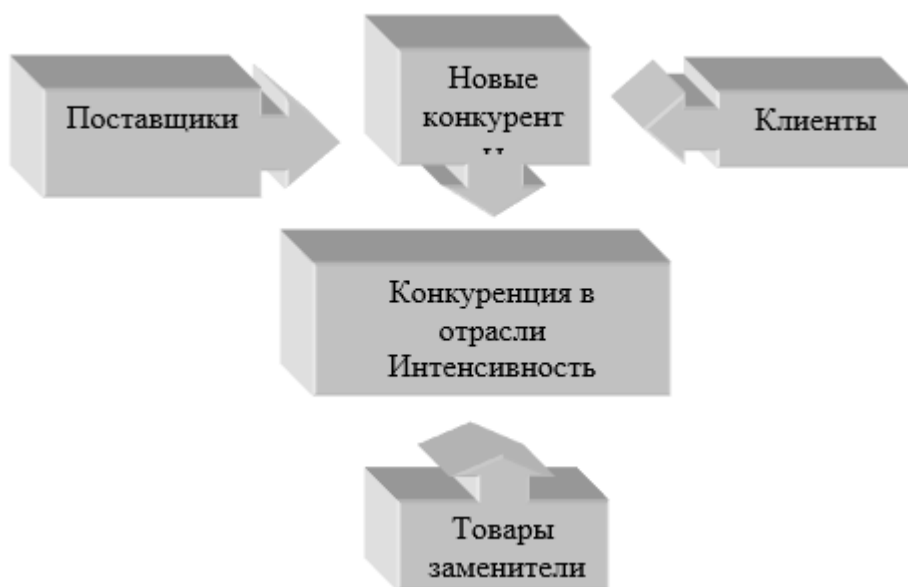 Поставщики
Новые
конкурент
Клиенты
Конкуренция в
отрасли
Интенсивность
Товары
заменители